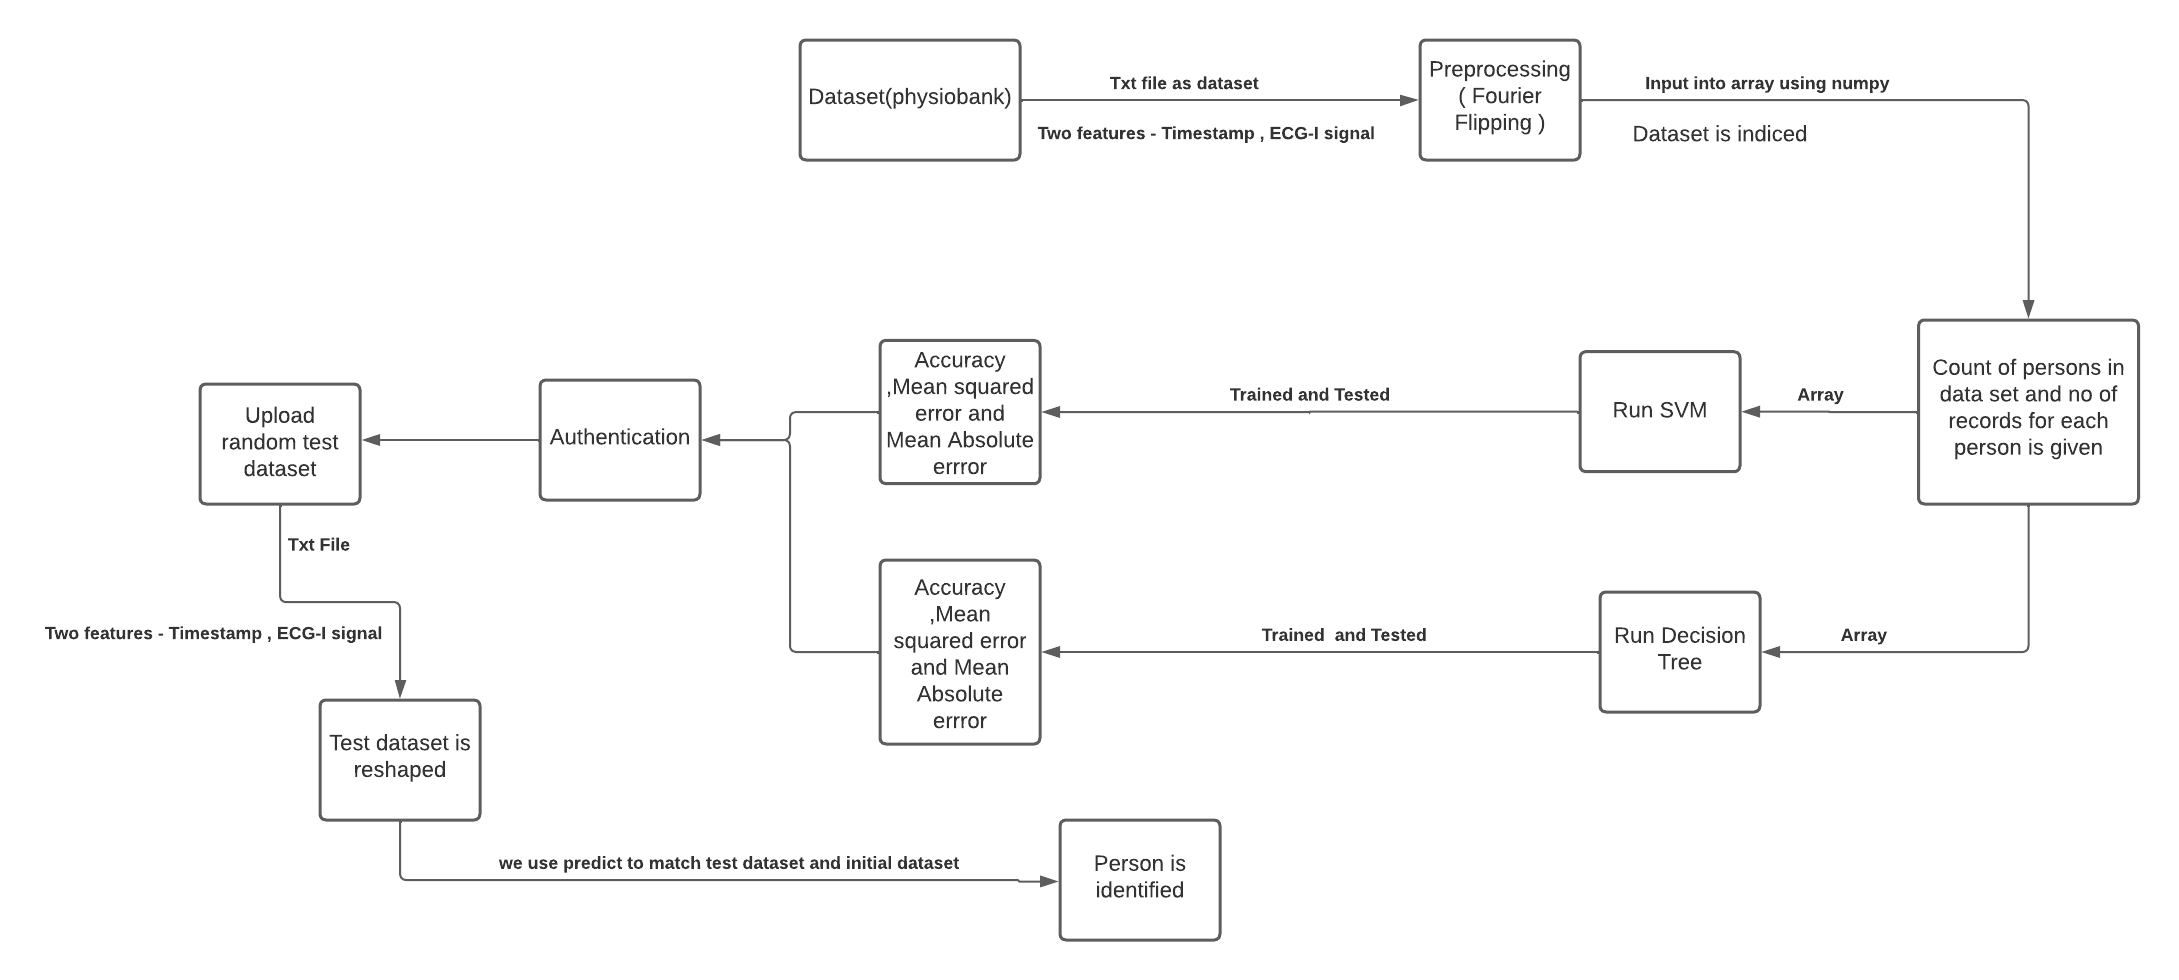 Dataset(physiobank)
Txt file as dataset
Two features - Timestamp , ECG-I signal
Preprocessing
( Fourier
Flipping )
Input into array using numpy
Dataset is indiced
Count of persons in
data set and no of
records for each
person is given
Array
Run SVM
Trained and Tested
Accuracy
,Mean squared
error and
Mean Absolute
errror
Array
Run Decision
Tree
Trained  and Tested
Accuracy
,Mean
squared error
and Mean
Absolute
errror
Authentication
Upload
random test
dataset
Txt File
Two features - Timestamp , ECG-I signal
Test dataset is
reshaped
we use predict to match test dataset and initial dataset
Person is
identified